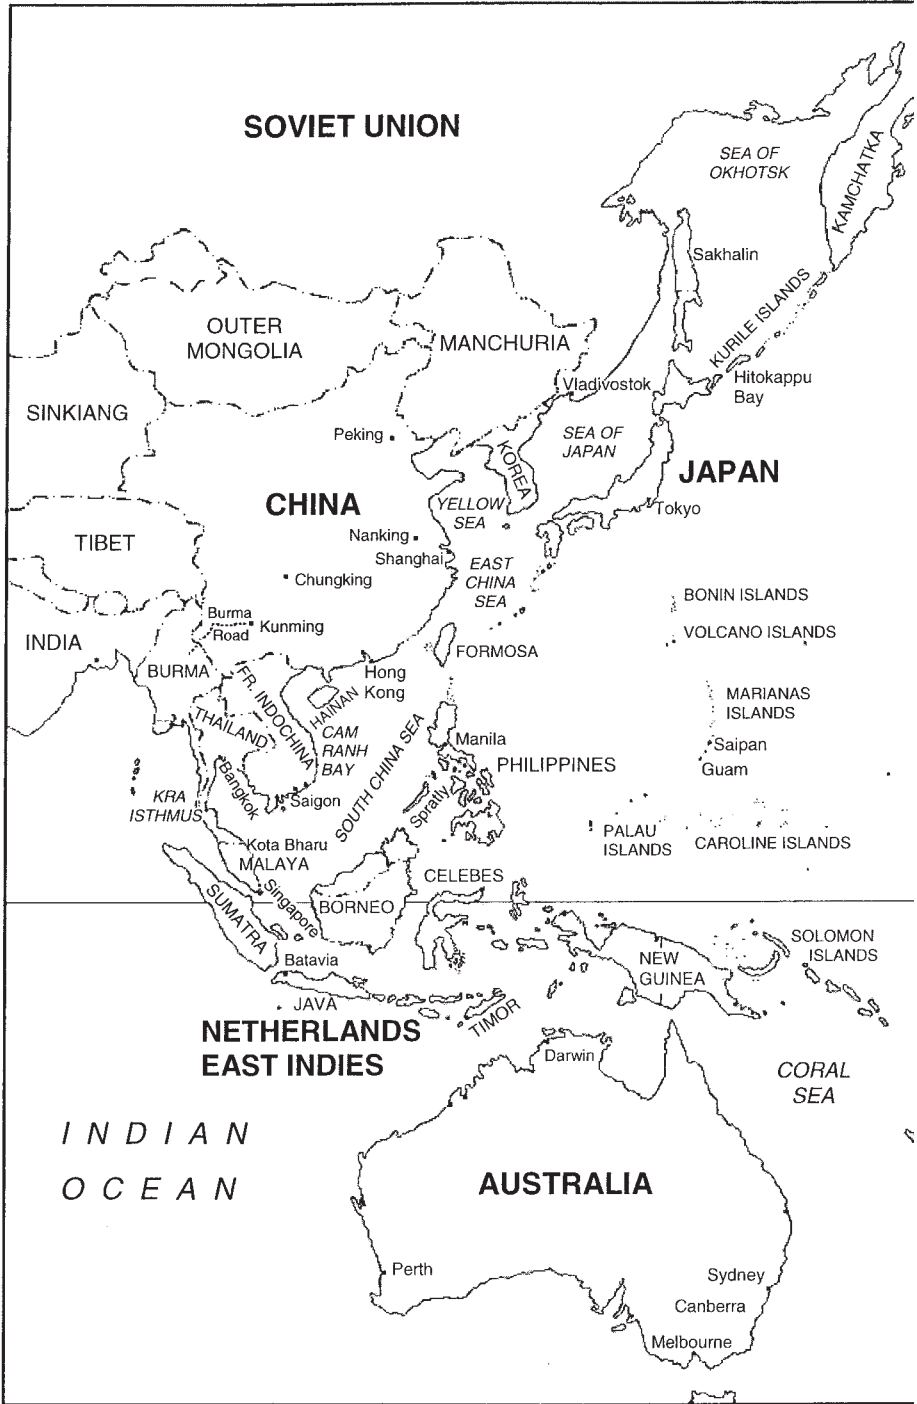 SOVIET UNION
SEA OF
OKHOTSK
KAMCHATKA
Sakhalin
KURILE ISLANDS
OUTER
MONGOLIA
MANCHURIA
Vladivostok
Hitokappu
Bay
SINKIANG
Peking
SEA OF
JAPAN
KOREA
JAPAN
CHINA
YELLOW
SEA
Tokyo
TIBET
Nanking
Shanghai
EAST
CHINA
SEA
Chungking
BONIN ISLANDS
Burma
Road
Kunming
VOLCANO ISLANDS
INDIA
FORMOSA
BURMA
Hong
Kong
FR. INDOCHINA
HAINAN
MARIANAS
ISLANDS
THAILAND
CAM
RANH
BAY
SOUTH CHINA SEA
Manila
Saipan
PHILIPPINES
Guam
Bangkok
KRA
ISTHMUS
Saigon
Spratly
PALAU
ISLANDS
CAROLINE ISLANDS
Kota Bharu
MALAYA
CELEBES
Singapore
SUMATRA
BORNEO
SOLOMON
ISLANDS
Batavia
NEW
GUINEA
JAVA
TIMOR
NETHERLANDS
EAST INDIES
Darwin
CORAL
SEA
INDIAN
OCEAN
AUSTRALIA
Perth
Sydney
Canberra
Melbourne